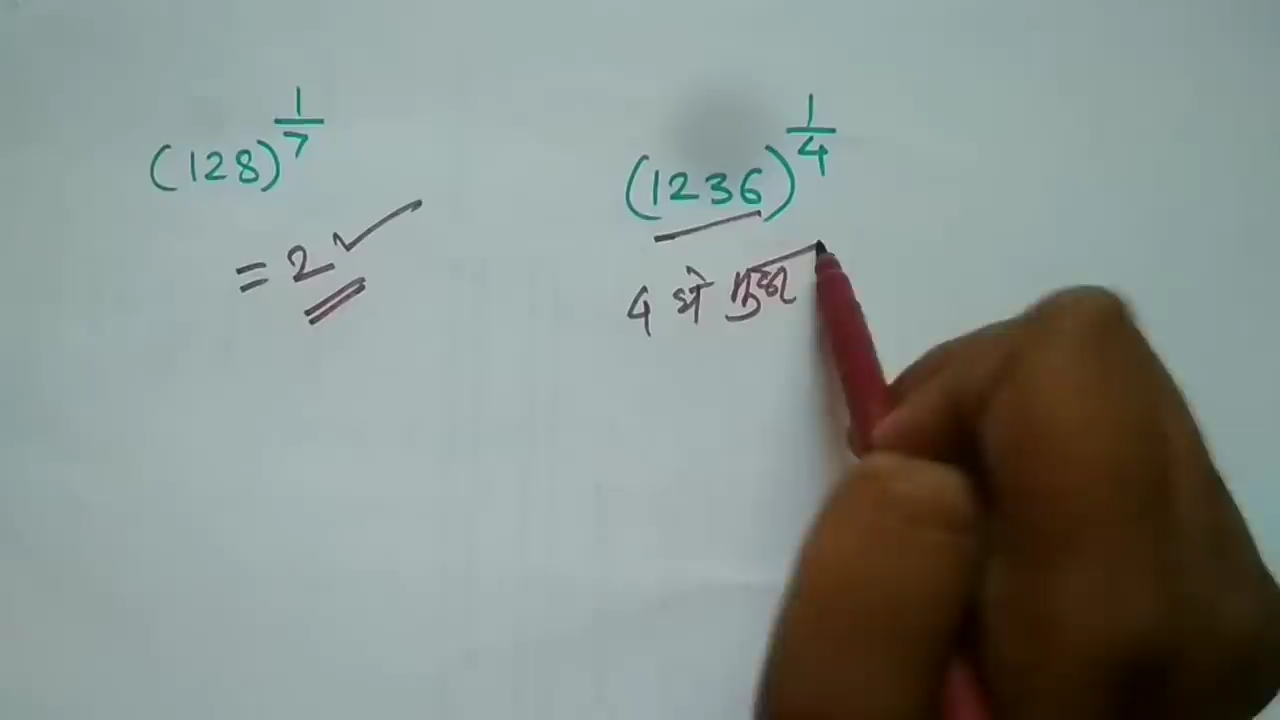 (128)^(1/7)
= 2 ✓
(1236)^(1/4)
4 थे